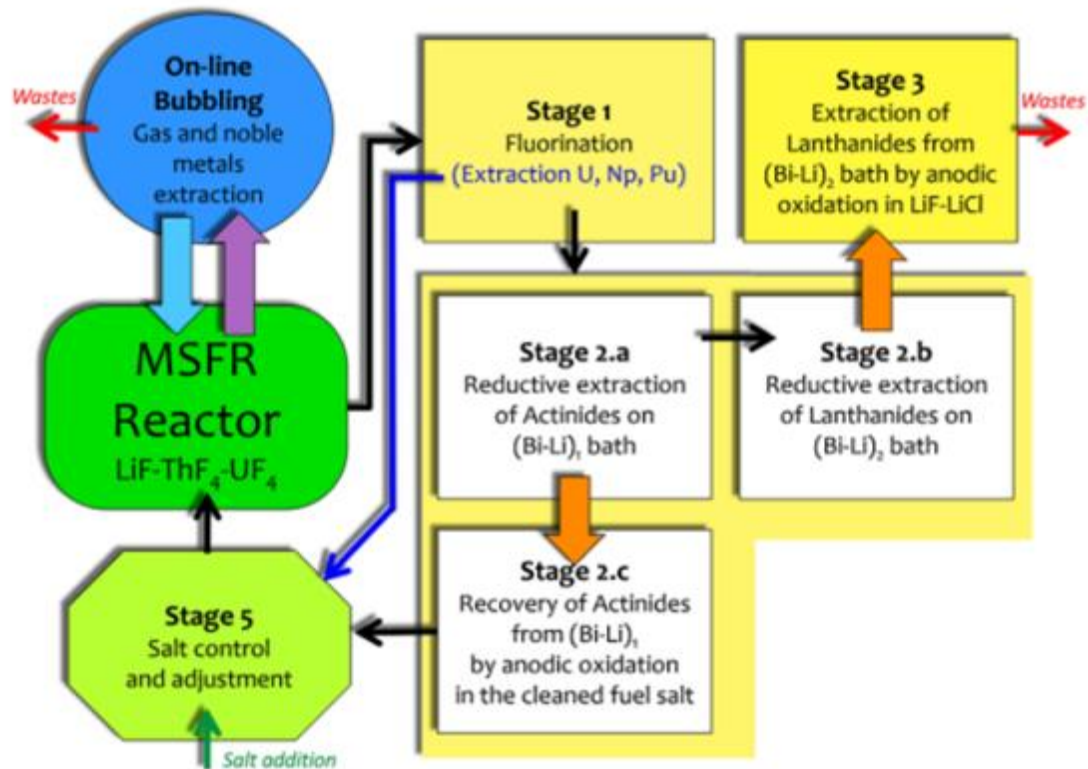 On-line
Bubbling
Gas and noble
metals
extraction
Wastes
Stage 1
Fluorination
(Extraction U, Np, Pu)
Stage 3
Extraction of
Lanthanides from
(Bi-Li)₂ bath by anodic
oxidation in LiF-LiCl
Wastes
MSFR
Reactor
LiF-ThF₄-UF₄
Stage 2.a
Reductive extraction
of Actinides on
(Bi-Li)₁ bath
Stage 2.b
Reductive extraction
of Lanthanides on
(Bi-Li)₂ bath
Stage 2.c
Recovery of Actinides
from (Bi-Li)₁
by anodic oxidation
in the cleaned fuel salt
Stage 5
Salt control
and adjustment
Salt addition